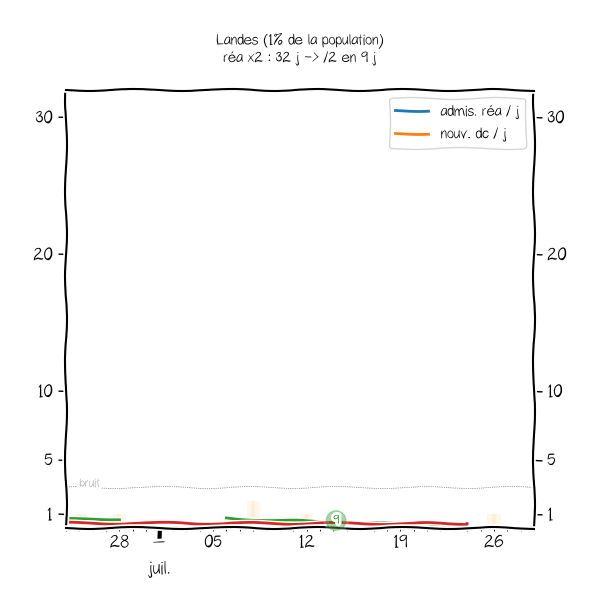 Landes (1% de la population)
réa x2 : 32 j -> /2 en 9 j
admis. réa / j
nouv. dc / j
30
30
20
20
10
10
5
5
bruit
1
1
9
28
05
12
19
26
juil.